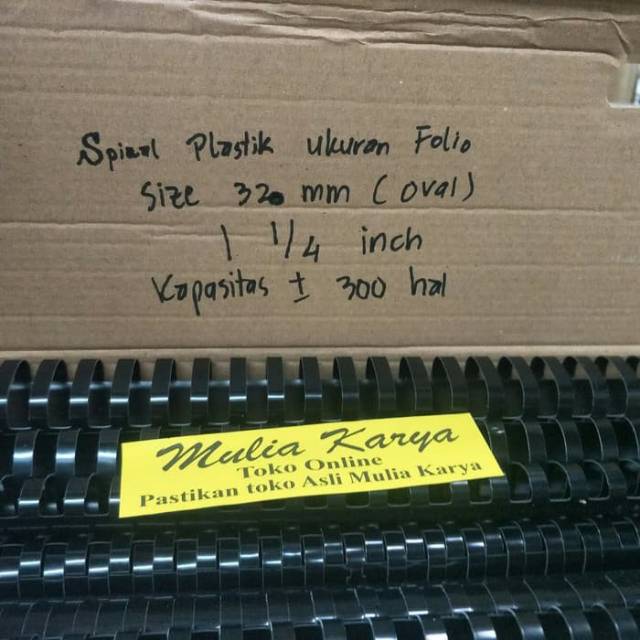 Spiral Plastik ukuran Folio
Size 32 mm (oval)
1 1/4 inch
Kapasitas ± 300 hal
Mulia Karya
Toko Online
Pastikan toko Asli Mulia Karya